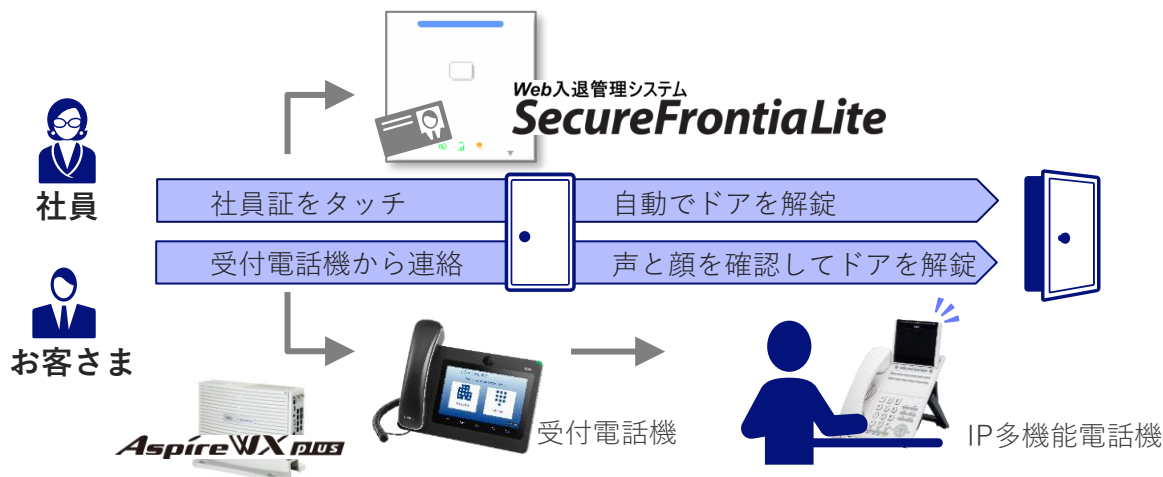 Web入退管理システム
SecureFrontia Lite
社員
社員証をタッチ
自動でドアを解錠
受付電話機から連絡
声と顔を確認してドアを解錠
お客さま
AspireWX plus
受付電話機
IP多機能電話機